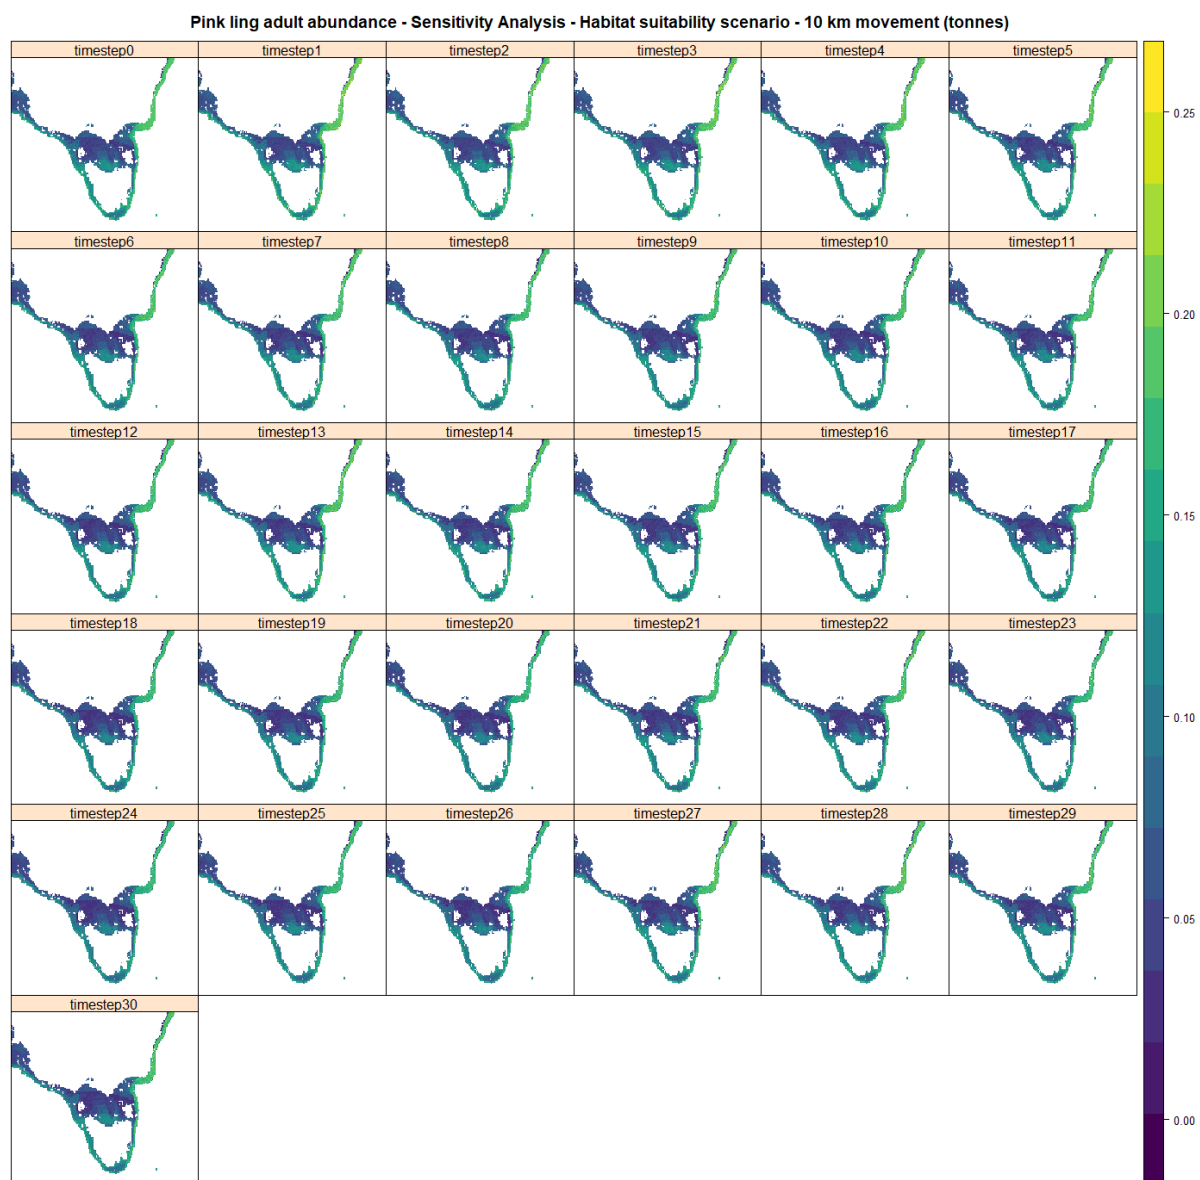 Pink ling adult abundance - Sensitivity Analysis - Habitat suitability scenario - 10 km movement (tonnes)
timestep0 timestep1 timestep2 timestep3 timestep4 timestep5
0.25
timestep6 timestep7 timestep8 timestep9 timestep10 timestep11
0.20
timestep12 timestep13 timestep14 timestep15 timestep16 timestep17
0.15
timestep18 timestep19 timestep20 timestep21 timestep22 timestep23
0.10
timestep24 timestep25 timestep26 timestep27 timestep28 timestep29
0.05
timestep30
0.00